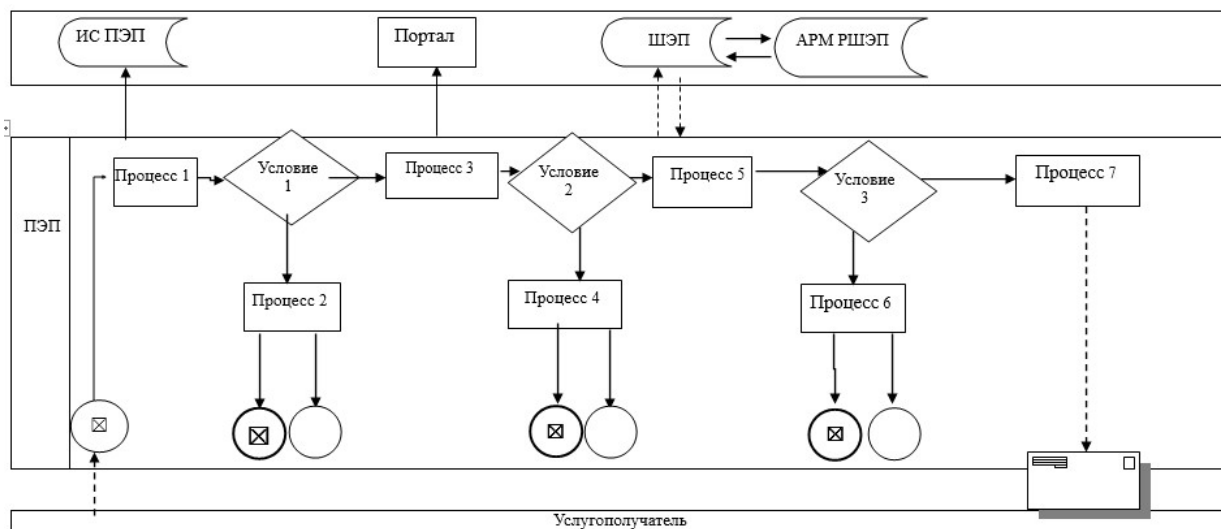 ИС ПЭП
Портал
ШЭП
АРМ РШЭП
Процесс 1
Условие
1
Процесс 3
Условие
2
Процесс 5
Условие
3
Процесс 7
ПЭП
Процесс 2
Процесс 4
Процесс 6
Услугополучатель